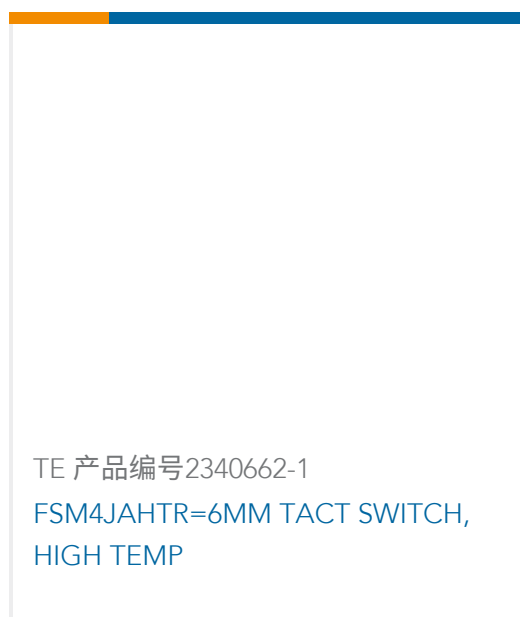 TE 产品编号2340662-1
FSM4JAHTR=6MM TACT SWITCH,
HIGH TEMP